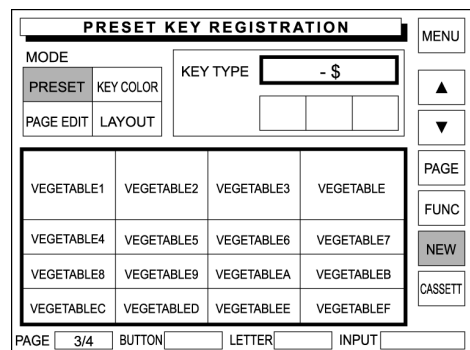 PRESET KEY REGISTRATION
MENU
MODE
PRESET KEY COLOR
PAGE EDIT LAYOUT
KEY TYPE - $
▲
▼
PAGE
FUNC
NEW
CASSETT
VEGETABLE1 VEGETABLE2 VEGETABLE3 VEGETABLE
VEGETABLE4 VEGETABLE5 VEGETABLE6 VEGETABLE7
VEGETABLE8 VEGETABLE9 VEGETABLEA VEGETABLEB
VEGETABLEC VEGETABLED VEGETABLEE VEGETABLEF
PAGE 3/4 BUTTON LETTER INPUT